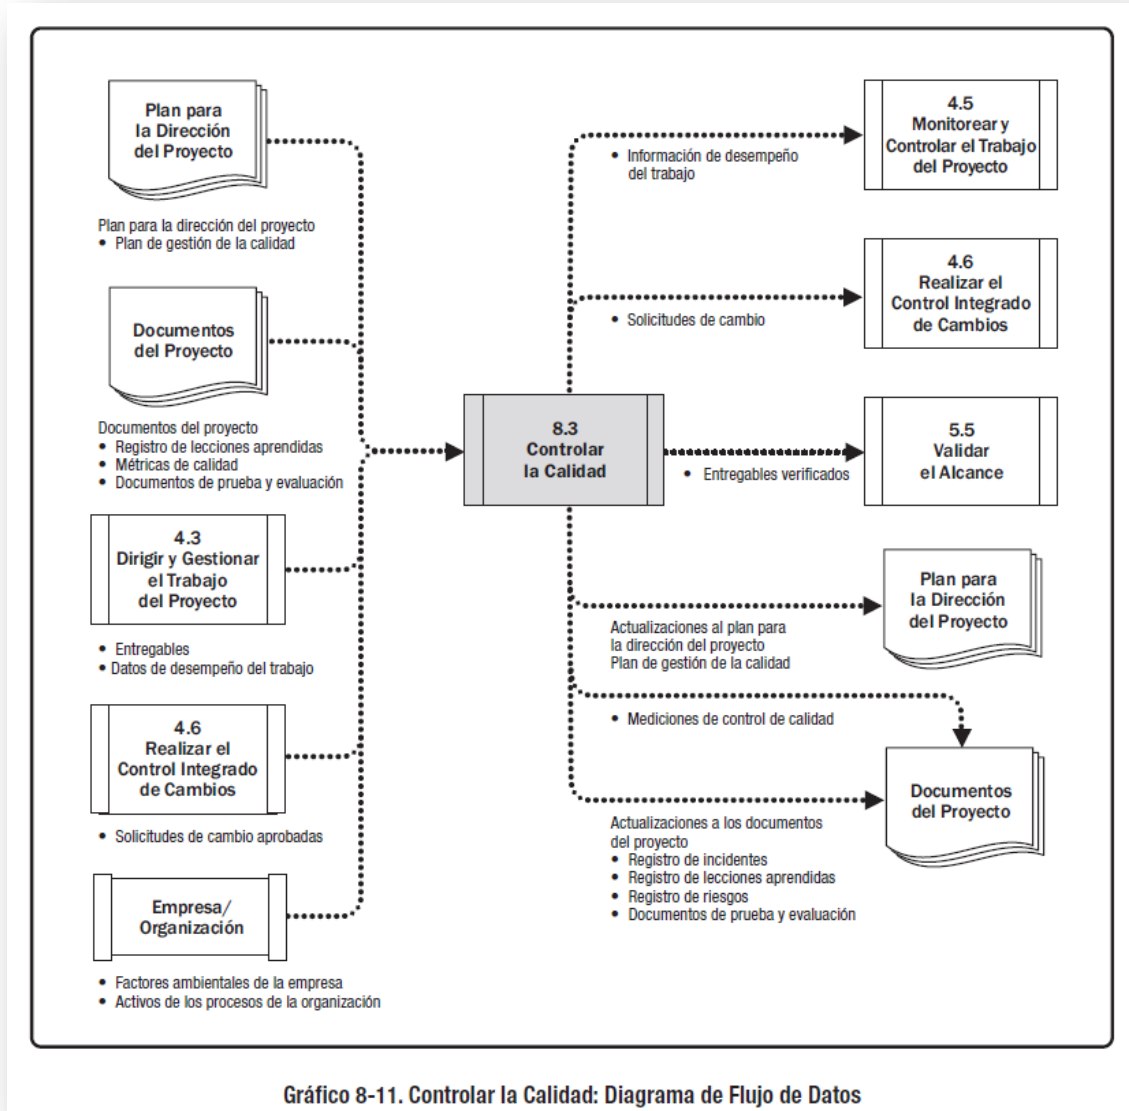 Plan para
la Dirección
del Proyecto
Plan para la dirección del proyecto
• Plan de gestión de la calidad
Documentos
del Proyecto
Documentos del proyecto
• Registro de lecciones aprendidas
• Métricas de calidad
• Documentos de prueba y evaluación
4.3
Dirigir y Gestionar
el Trabajo
del Proyecto
• Entregables
• Datos de desempeño del trabajo
4.6
Realizar el
Control Integrado
de Cambios
• Solicitudes de cambio aprobadas
Empresa/
Organización
• Factores ambientales de la empresa
• Activos de los procesos de la organización
8.3
Controlar
la Calidad
• Información de desempeño
del trabajo
4.5
Monitorear y
Controlar el Trabajo
del Proyecto
• Solicitudes de cambio
4.6
Realizar el
Control Integrado
de Cambios
• Entregables verificados
5.5
Validar
el Alcance
Actualizaciones al plan para
la dirección del proyecto
Plan de gestión de la calidad
Plan para
la Dirección
del Proyecto
• Mediciones de control de calidad
Actualizaciones a los documentos
del proyecto
• Registro de incidentes
• Registro de lecciones aprendidas
• Registro de riesgos
• Documentos de prueba y evaluación
Documentos
del Proyecto
Gráfico 8-11. Controlar la Calidad: Diagrama de Flujo de Datos